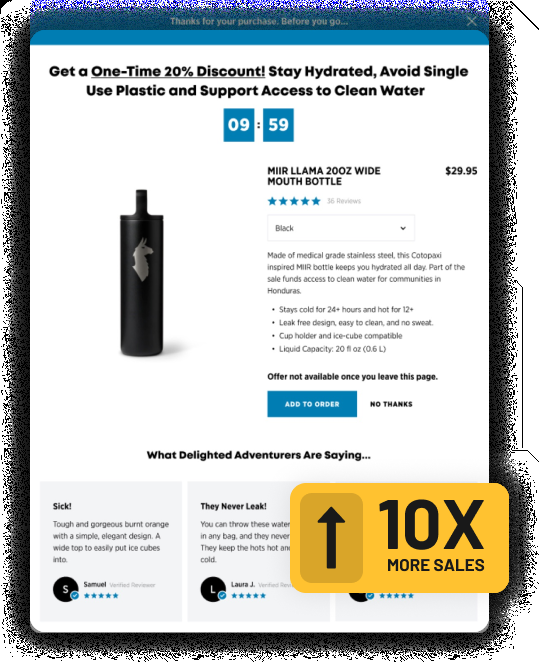 Thanks for your purchase. Before you go...
Get a One-Time 20% Discount! Stay Hydrated, Avoid Single
Use Plastic and Support Access to Clean Water
09 : 59
MIIR LLAMA 20OZ WIDE
MOUTH BOTTLE
$29.95
36 Reviews
Black
Made of medical grade stainless steel, this Cotopaxi
inspired MIIR bottle keeps you hydrated all day. Part of the
sale funds access to clean water for communities in
Honduras.
• Stays cold for 24+ hours and hot for 12+
• Leak free design, easy to clean, and no sweat.
• Cup holder and ice-cube compatible
• Liquid Capacity: 20 fl oz (0.6 L)
Offer not available once you leave this page.
ADD TO ORDER
NO THANKS
What Delighted Adventurers Are Saying...
Sick!
Tough and gorgeous burnt orange
with a simple, elegant design. A
wide top to easily put ice cubes
into.
S
Samuel Verified Reviewer
They Never Leak!
You can throw these water
in any bag, and they never
They keep the hots hot and
cold.
L
Laura J. Verified
10X
MORE SALES